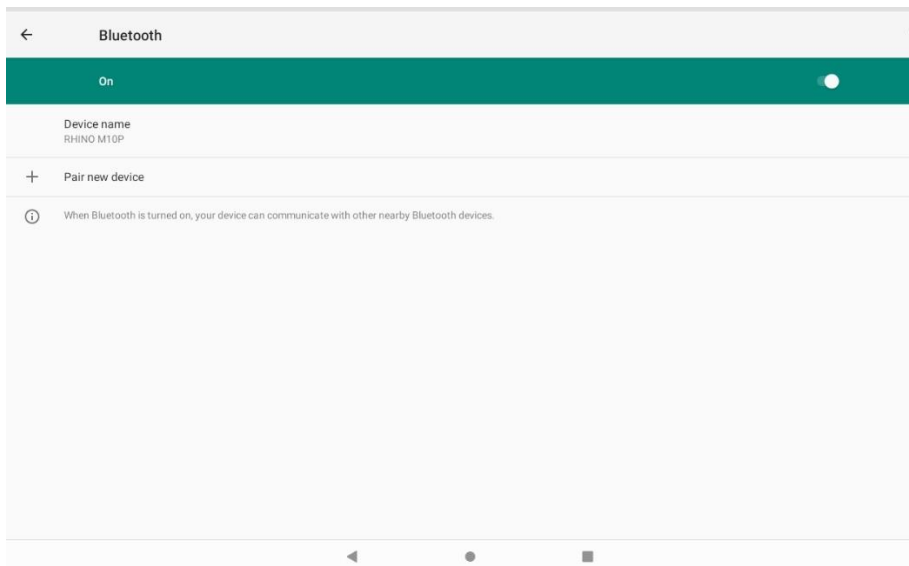 Bluetooth
On
Device name
RHINO M10P
Pair new device
When Bluetooth is turned on, your device can communicate with other nearby Bluetooth devices.